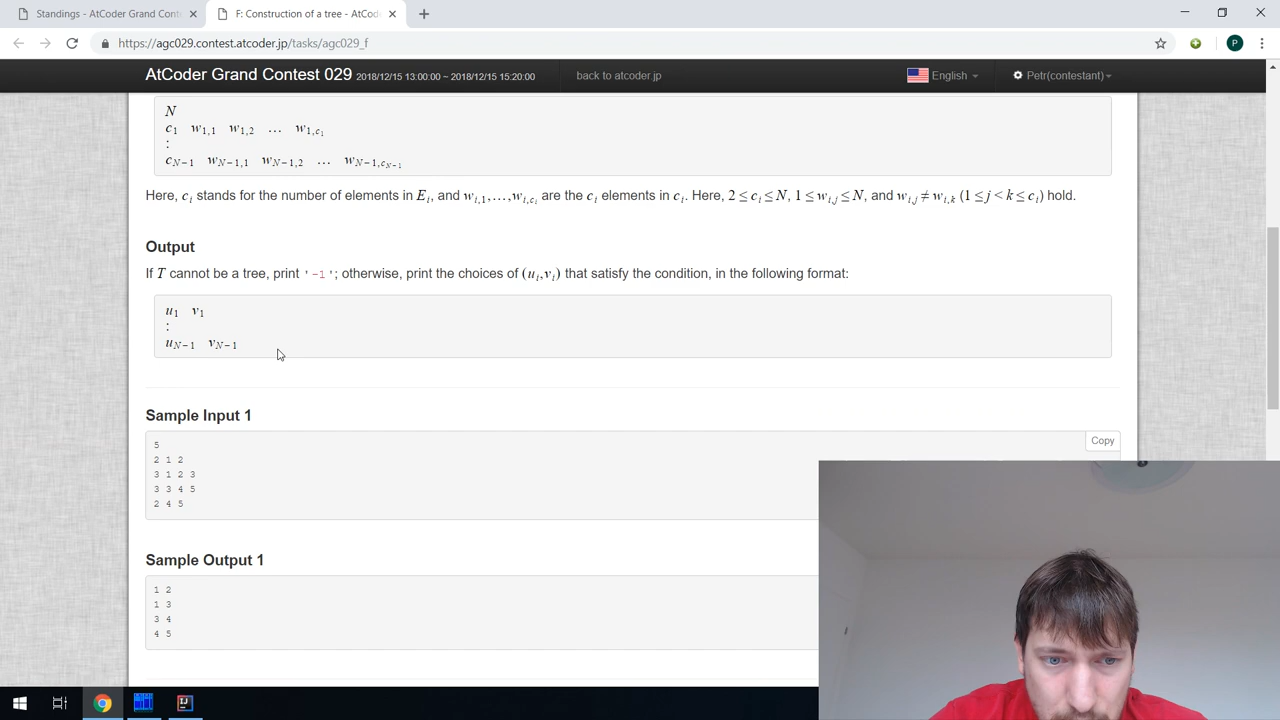 Standings - AtCoder Grand Contest
F: Construction of a tree - AtCod
https://agc029.contest.atcoder.jp/tasks/agc029_f
P
AtCoder Grand Contest 029 2018/12/15 13:00:00 ~ 2018/12/15 15:20:00 back to atcoder.jp English Petr(contestant)
N
c1 w1,1 w1,2 … w1,c1
:
cN−1 wN−1,1 wN−1,2 … wN−1,cN−1
Here, ci stands for the number of elements in Ei, and wi,1,…,wi,ci are the ci elements in ci. Here, 2≤ci≤N, 1≤wi,j≤N, and wi,j≠wi,k (1≤j<k≤ci) hold.
Output
If T cannot be a tree, print '-1'; otherwise, print the choices of (ui,vi) that satisfy the condition, in the following format:
u1 v1
:
uN−1 vN−1
Sample Input 1
Copy
5
2 1 2
3 1 2 3
3 3 4 5
2 4 5
Sample Output 1
1 2
1 3
3 4
4 5